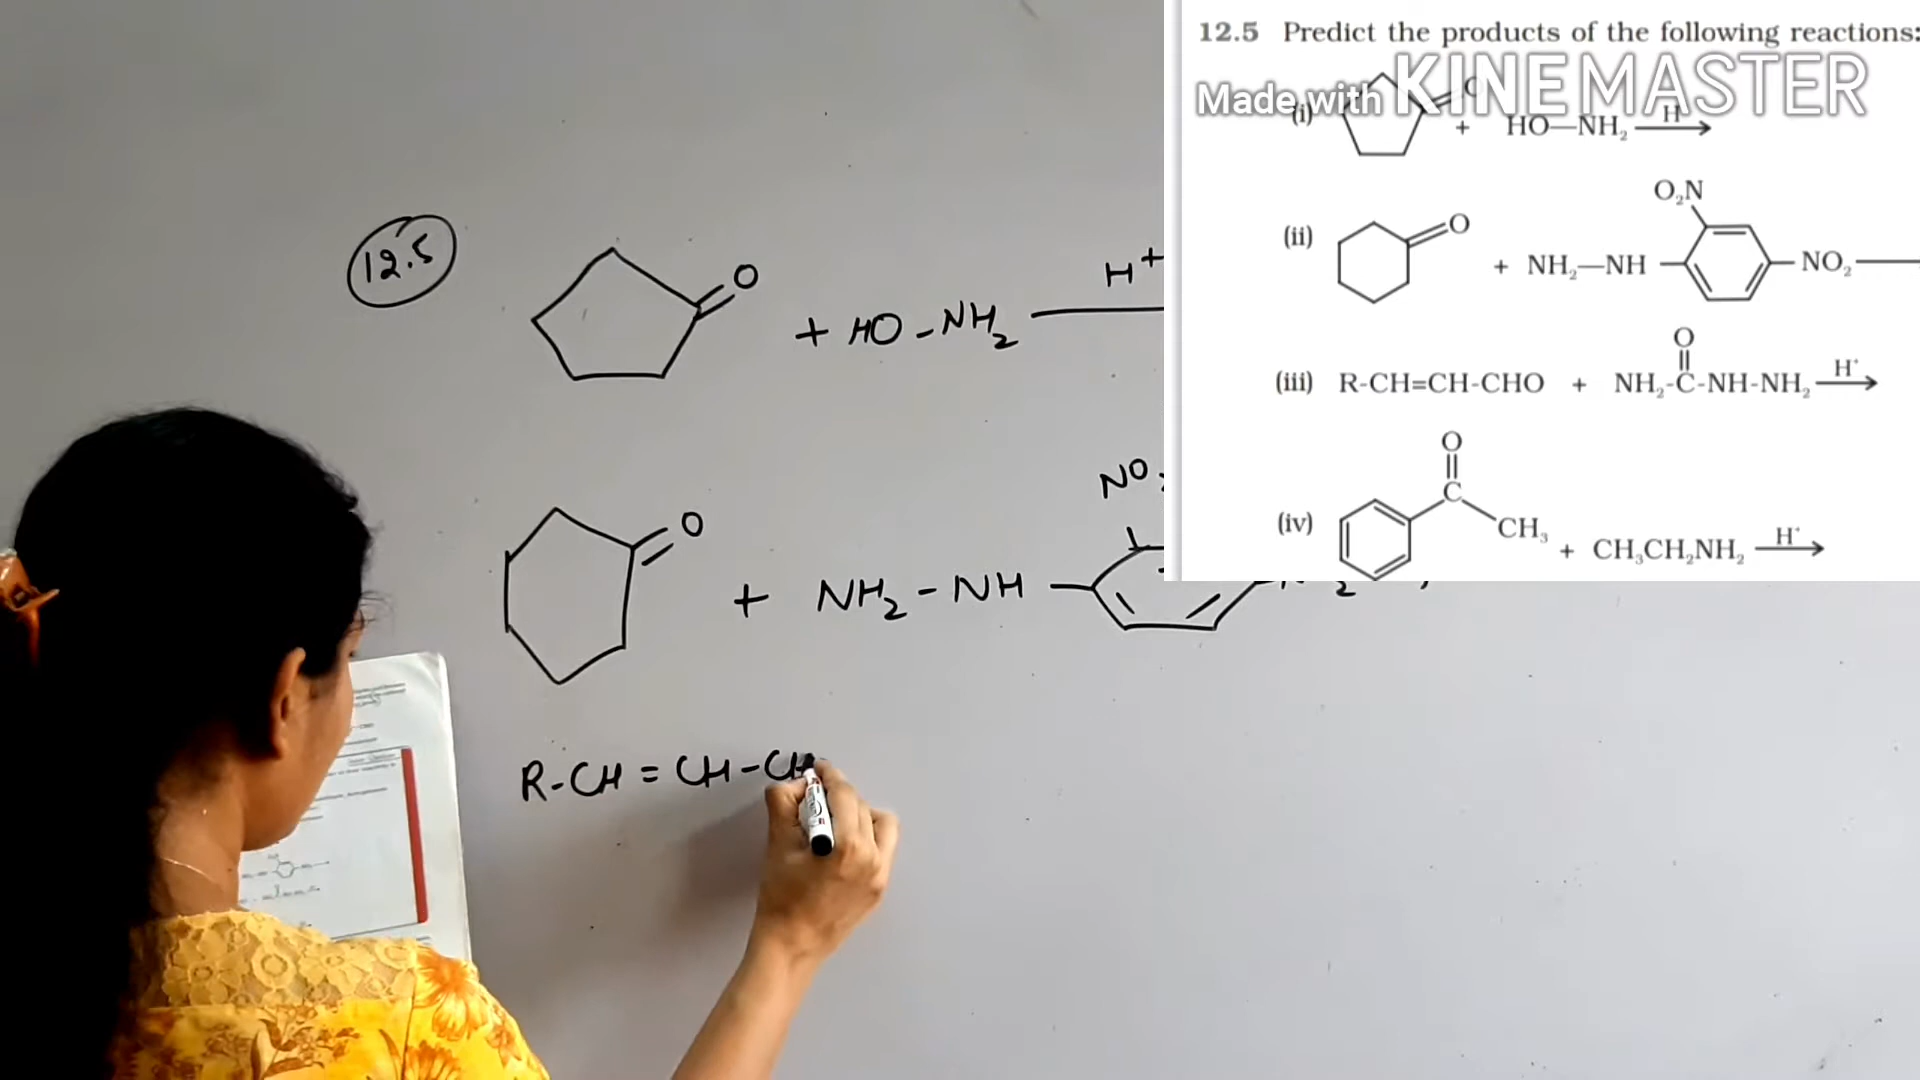 12.5 Predict the products of the following reactions:
Made with KINEMASTER
(i) O
+ HO—NH₂ H
(ii) O
+ NH₂—NH
O₂N
NO₂
(iii) R-CH=CH-CHO + NH₂-C-NH-NH₂ H⁺
O
(iv) O
C
CH₃
+ CH₃CH₂NH₂ H⁺
12.5
O
+ HO-NH₂ H+
O
+ NH₂-NH
NO
R-CH=CH-CH